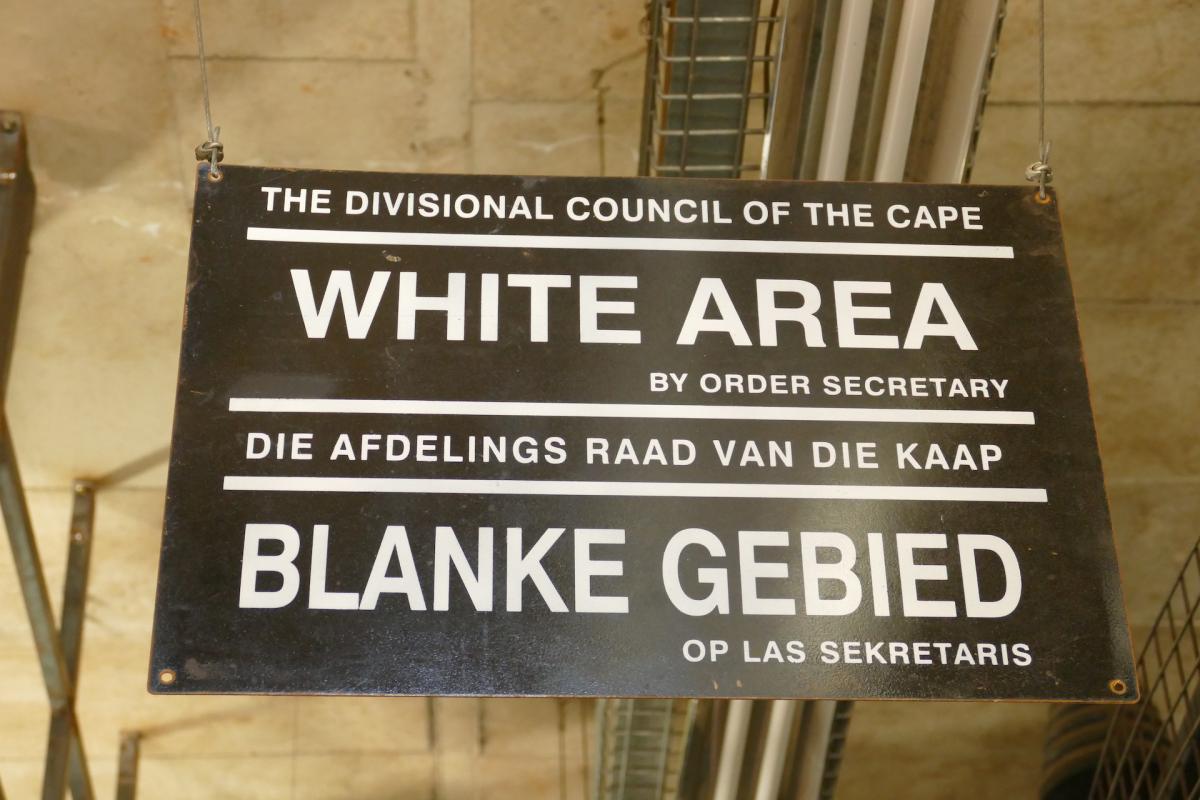 THE DIVISIONAL COUNCIL OF THE CAPE
WHITE AREA
BY ORDER SECRETARY
DIE AFDELINGS RAAD VAN DIE KAAP
BLANKE GEBIED
OP LAS SEKRETARIS